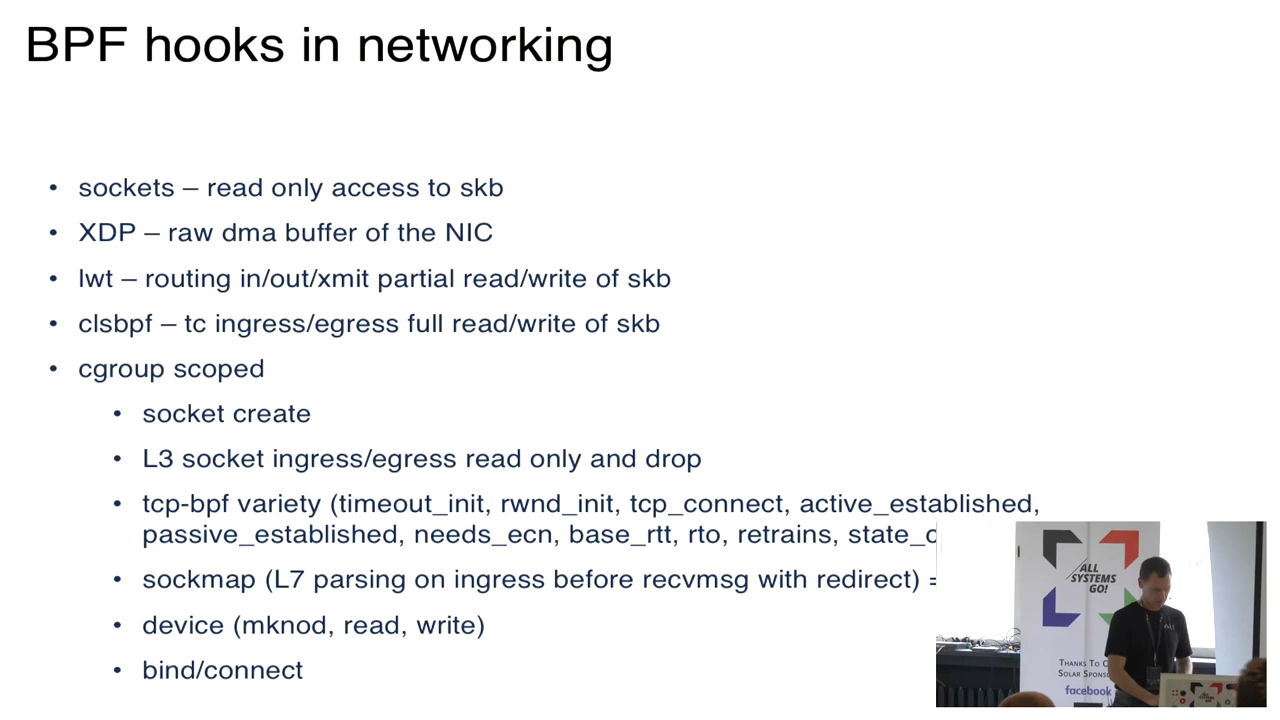 BPF hooks in networking
• sockets – read only access to skb
• XDP – raw dma buffer of the NIC
• lwt – routing in/out/xmit partial read/write of skb
• clsbpf – tc ingress/egress full read/write of skb
• cgroup scoped
• socket create
• L3 socket ingress/egress read only and drop
• tcp-bpf variety (timeout_init, rwnd_init, tcp_connect, active_established,
passive_established, needs_ecn, base_rtt, rto, retrains,
• sockmap (L7 parsing on ingress before recvmsg with redirect)
• device (mknod, read, write)
• bind/connect
ALL
SYSTEMS
GO!
THANKS TO
SOLAR
facebook